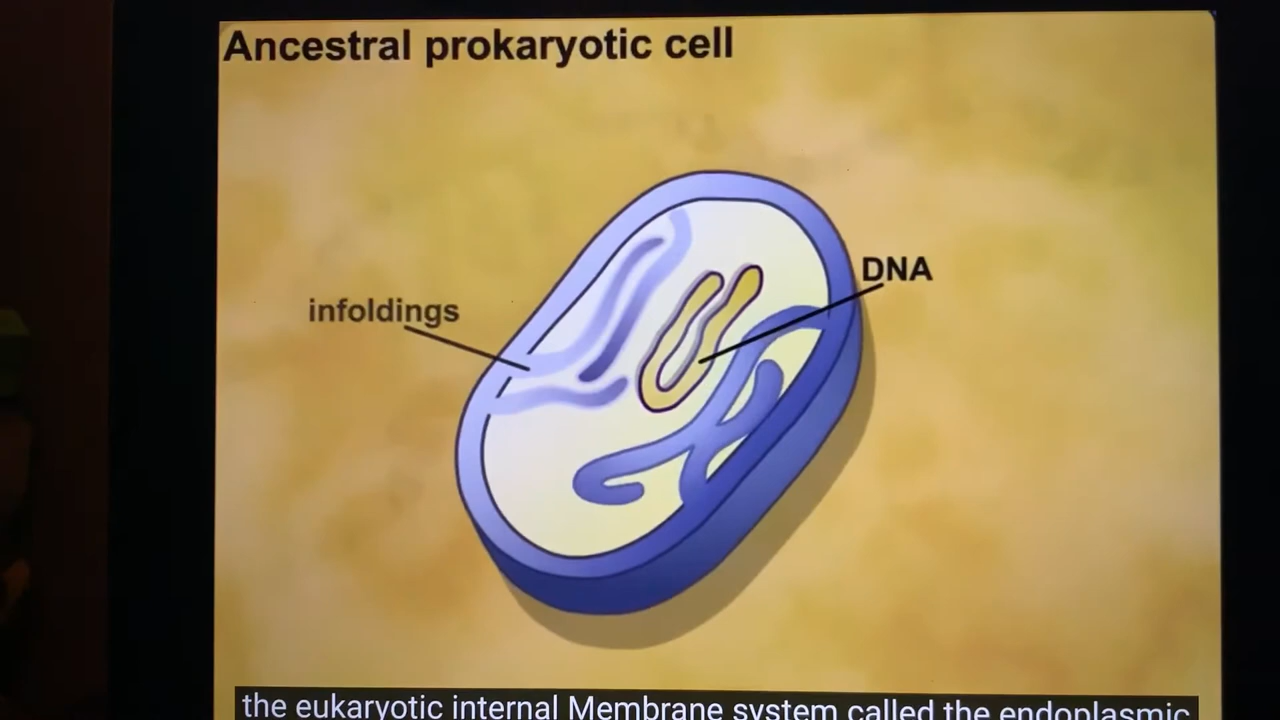 Ancestral prokaryotic cell
infoldings
DNA
the eukaryotic internal Membrane system called the endoplasmic